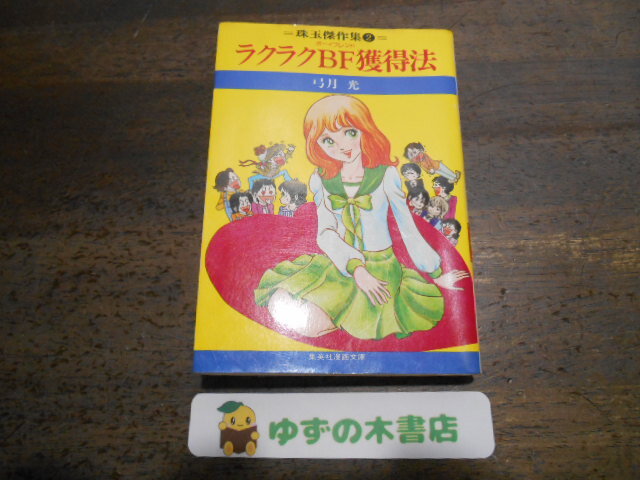 珠玉傑作集2
ボーイフレンド
ラクラクBF獲得法
弓月 光
集英社漫画文庫
ゆずの木書店